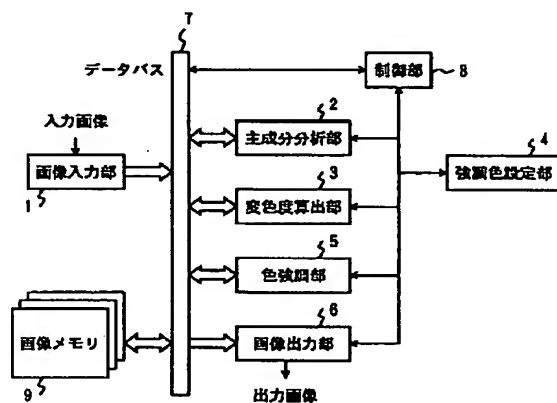 7
データバス
制御部
8
2
入力画像
主成分分析部
4
画像入力部
強調色設定部
1
3
変色度算出部
5
色強調部
6
画像メモリ
画像出力部
9
出力画像